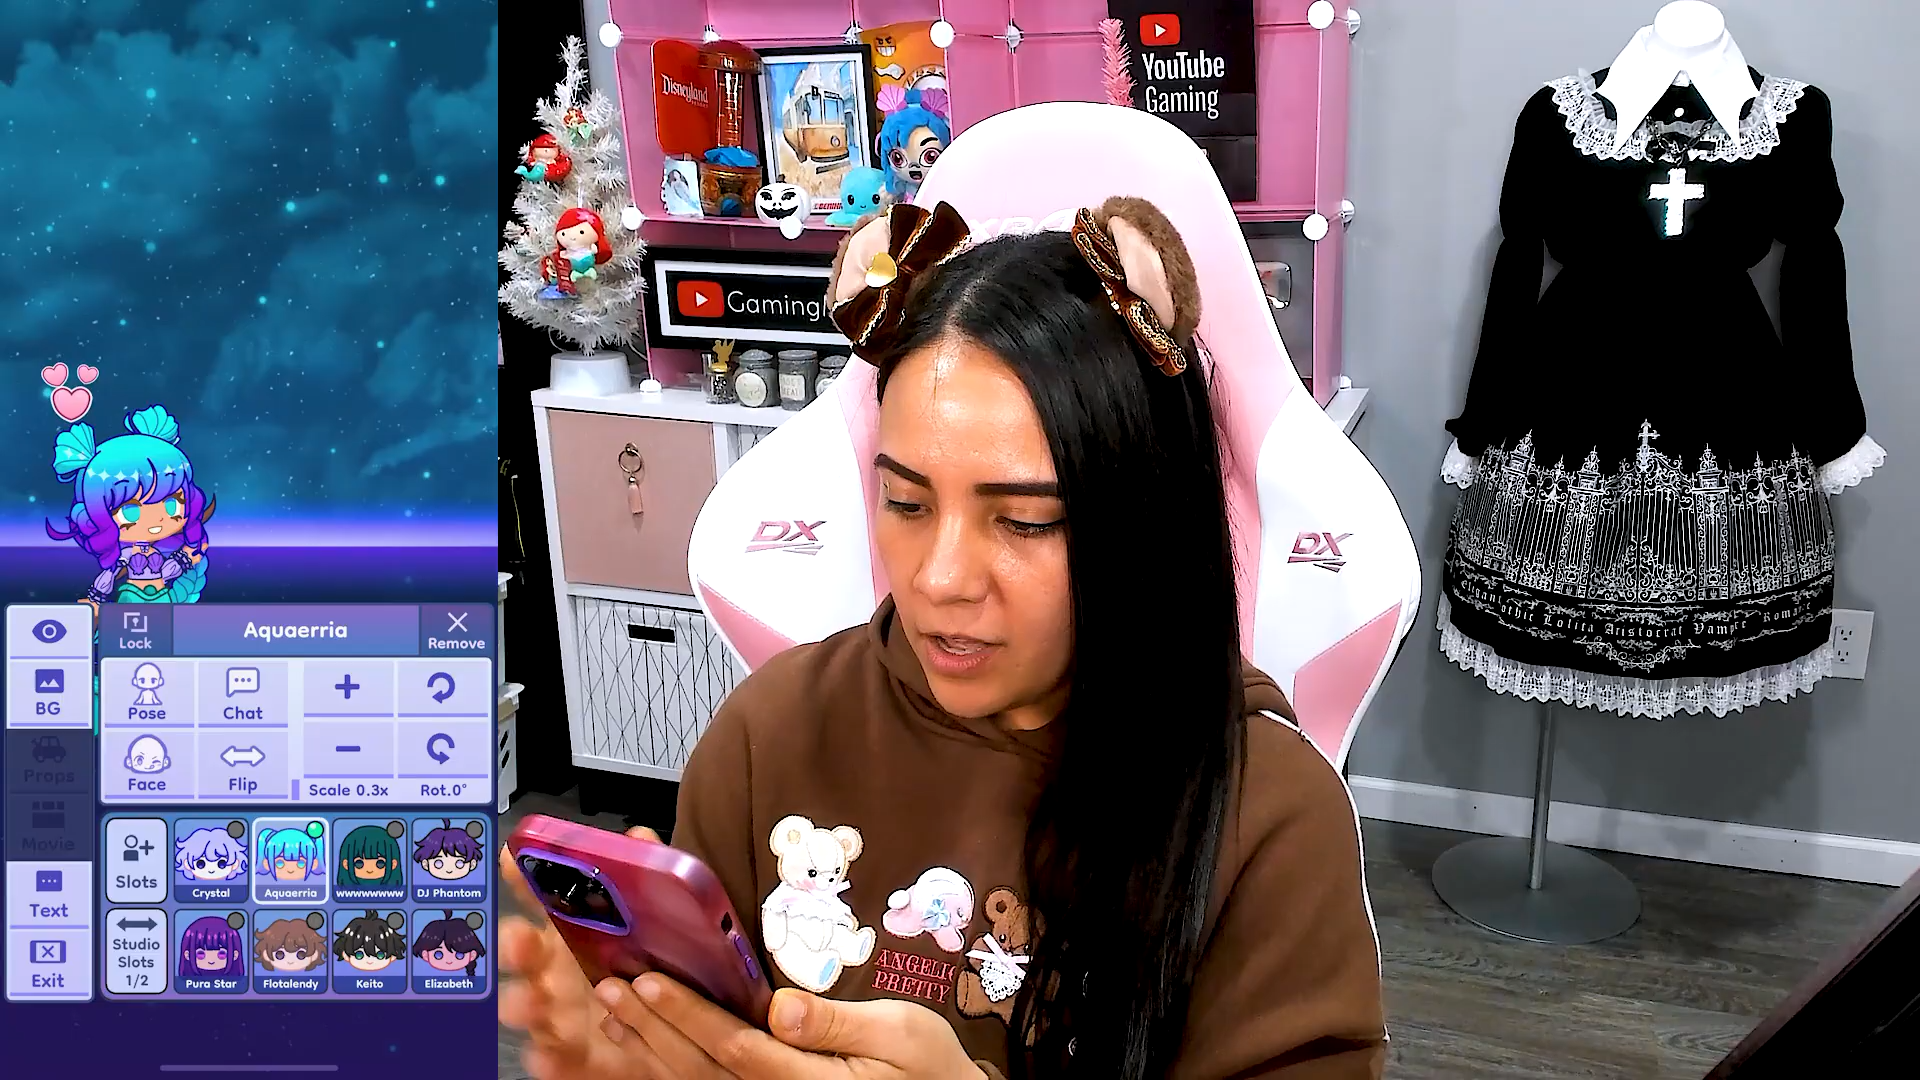 Lock
Aquaerria
Remove
BG
Pose
Chat
Props
Face
Flip
Scale 0.3x
Rot.0°
Movie
Slots
Crystal
Aquaerria
wwwwwwww
DJ Phantom
Text
Studio
Slots
1/2
Exit
Pura Star
Flotalendy
Keito
Elizabeth
Disneyland
YouTube
Gaming
Gaming
DX
DX
ANGELIC
PRETTY